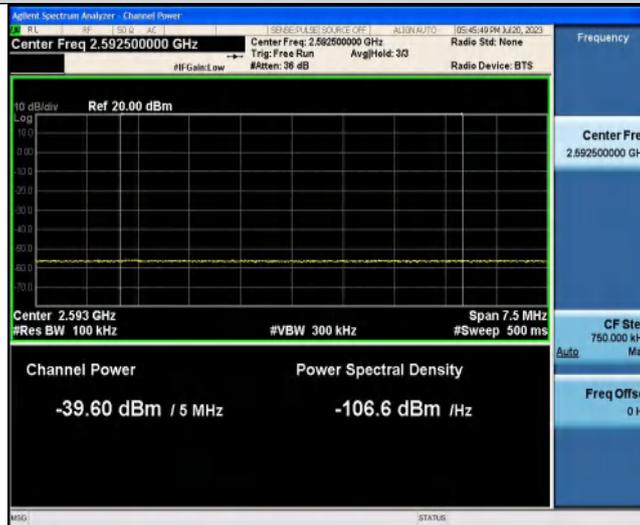 Agilent Spectrum Analyzer - Channel Power
RL RF 50 Ω AC SENSE:PULSE SOURCE OFF ALIGN AUTO 05:45:49 PM Jul 20, 2023
Center Freq 2.592500000 GHz
Center Freq: 2.592500000 GHz
Radio Std: None
Trig: Free Run Avg|Hold: 3/3
#IFGain:Low #Atten: 36 dB Radio Device: BTS
10 dB/div Ref 20.00 dBm
Log
10.0
0.00
-10.0
-20.0
-30.0
-40.0
-50.0
-60.0
-70.0
Center 2.593 GHz Span 7.5 MHz
#Res BW 100 kHz #VBW 300 kHz #Sweep 500 ms
Channel Power Power Spectral Density
-39.60 dBm / 5 MHz -106.6 dBm /Hz
MSG STATUS
Frequency
Center Fre
2.592500000 GH
CF Ste
750.000 kH
Auto Ma
Freq Offs
0 H